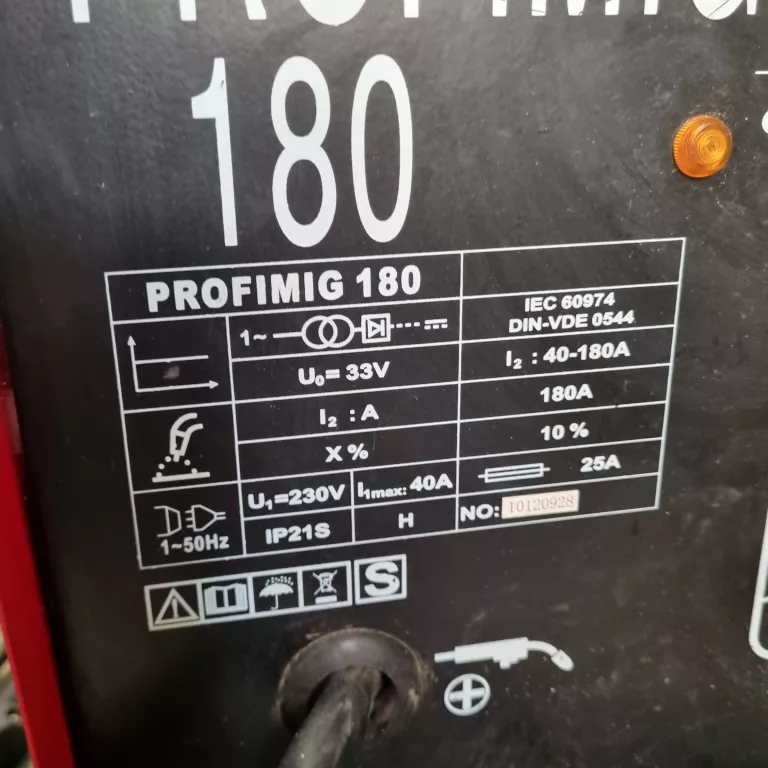 PROFIMIG
180
PROFIMIG 180
1~
IEC 60974
DIN-VDE 0544
U₀= 33V
I₂ : 40-180A
I₂ : A
180A
X %
10 %
1~50Hz
U₁=230V
I₁max: 40A
25A
IP21S
H
NO: 10120928
S